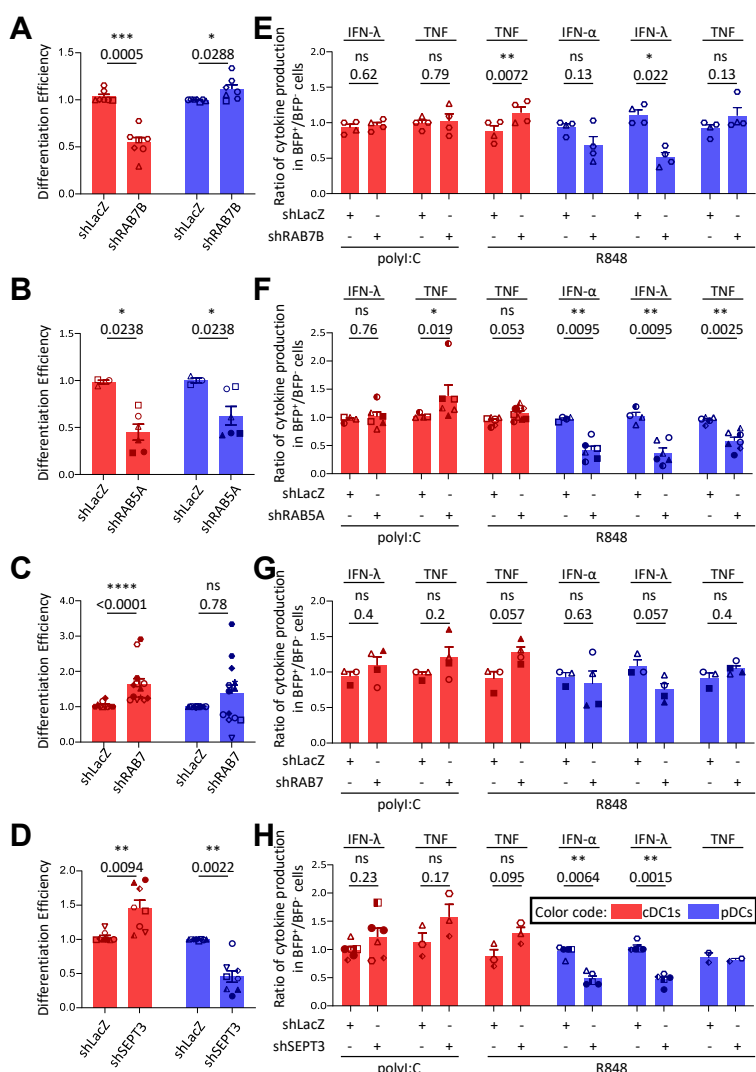 A
***
*
0.0005
0.0288
Differentiation Efficiency
1.5
1.0
0.5
0.0
shLacZ
shRAB7B
shLacZ
shRAB7B
E
IFN-λ
TNF
TNF
IFN-α
IFN-λ
TNF
ns
ns
**
ns
*
ns
0.62
0.79
0.0072
0.13
0.022
0.13
Ratio of cytokine production
in BFP⁺/BFP⁻ cells
2.0
1.5
1.0
0.5
0.0
shLacZ + - + - + - + - + - + -
shRAB7B - + - + - + - + - + - +
polyI:C
R848
B
*
*
0.0238
0.0238
Differentiation Efficiency
1.5
1.0
0.5
0.0
shLacZ
shRAB5A
shLacZ
shRAB5A
F
IFN-λ
TNF
TNF
IFN-α
IFN-λ
TNF
ns
*
ns
**
**
**
0.76
0.019
0.053
0.0095
0.0095
0.0025
Ratio of cytokine production
in BFP⁺/BFP⁻ cells
2.5
2.0
1.5
1.0
0.5
0.0
shLacZ + - + - + - + - + - + -
shRAB5A - + - + - + - + - + - +
polyI:C
R848
C
****
ns
<0.0001
0.78
Differentiation Efficiency
4.0
3.0
2.0
1.0
0.0
shLacZ
shRAB7
shLacZ
shRAB7
G
IFN-λ
TNF
TNF
IFN-α
IFN-λ
TNF
ns
ns
ns
ns
ns
ns
0.4
0.2
0.057
0.63
0.057
0.4
Ratio of cytokine production
in BFP⁺/BFP⁻ cells
2.0
1.5
1.0
0.5
0.0
shLacZ + - + - + - + - + - + -
shRAB7 - + - + - + - + - + - +
polyI:C
R848
D
**
**
0.0094
0.0022
Differentiation Efficiency
2.0
1.5
1.0
0.5
0.0
shLacZ
shSEPT3
shLacZ
shSEPT3
H
IFN-λ
TNF
TNF
IFN-α
IFN-λ
TNF
ns
ns
ns
**
**
0.23
0.17
0.095
0.0064
0.0015
Color code: cDC1s pDCs
Ratio of cytokine production
in BFP⁺/BFP⁻ cells
2.0
1.5
1.0
0.5
0.0
shLacZ + - + - + - + - + - + -
shSEPT3 - + - + - + - + - + - +
polyI:C
R848